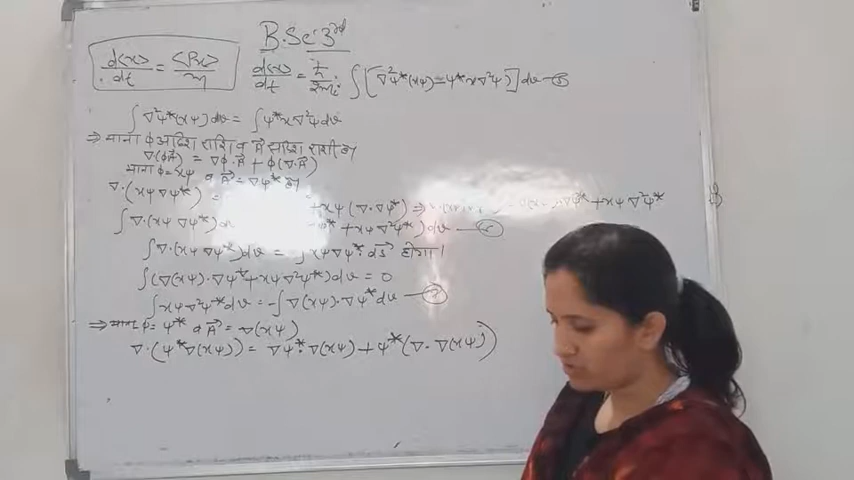 B.Sc. 3rd
d<x>/dt = <Px>/m
d<x>/dt = ħ/2mi ∫[∇²ψ*(xψ) - ψ*x∇²ψ)]dv —⑤
∫∇²ψ*(xψ)dv = ∫ψ*x∇²ψdv
⇒ माना φ अदिश राशि व A⃗ सदिश राशि है।
∇(φA⃗) = ∇φ.A⃗ + φ(∇.A⃗)
माना φ = xψ व A⃗ = ∇ψ* है
∇.(xψ∇ψ*) = + xψ(∇.∇ψ*) ⇒ .∇ψ* + xψ∇²ψ*
∫∇.(xψ∇ψ*)dv ψ* + xψ∇²ψ*)dv —⑥
∫∇.(xψ∇ψ*)dv = ∫xψ∇ψ*.ds⃗ होगा।
∫(∇(xψ).∇ψ* + xψ∇²ψ*)dv = 0
∫xψ∇²ψ*dv = -∫∇(xψ).∇ψ*dv —⑦
⇒ माना φ = ψ* व A⃗ = ∇(xψ)
∇.(ψ*∇(xψ)) = ∇ψ*.∇(xψ) + ψ*(∇.∇(xψ))